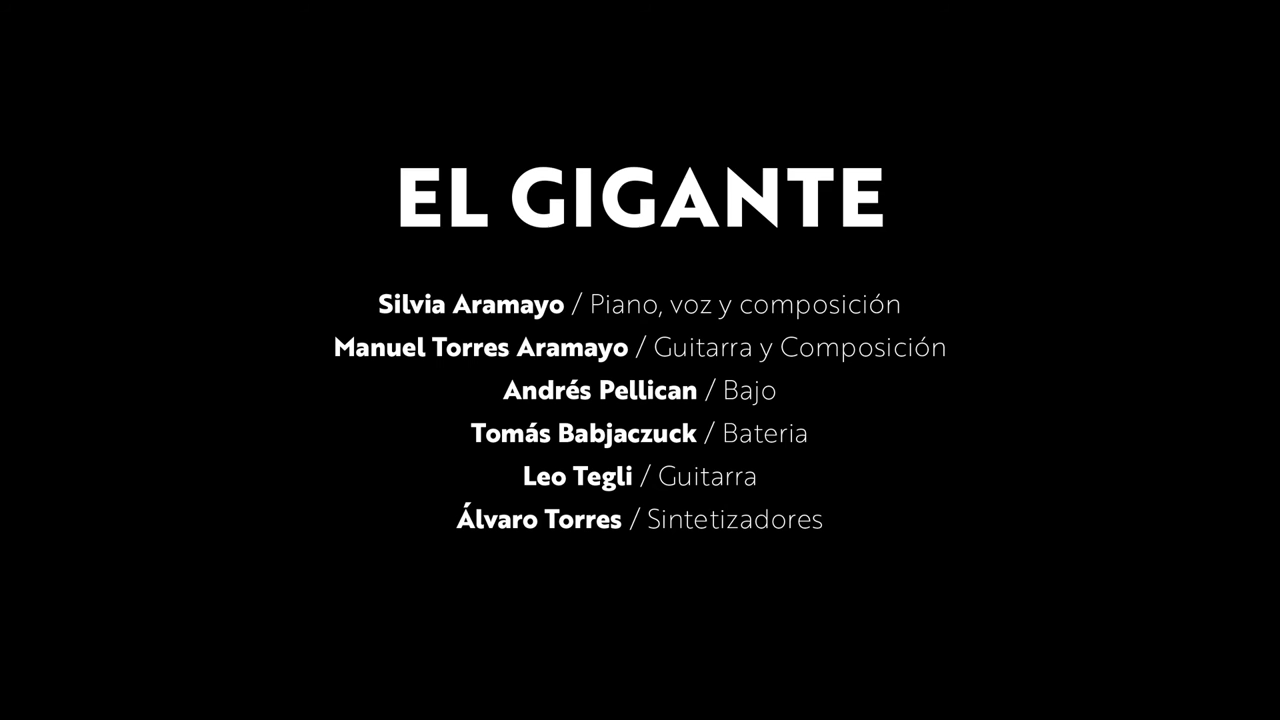 EL GIGANTE
Silvia Aramayo / Piano, voz y composición
Manuel Torres Aramayo / Guitarra y Composición
Andrés Pellican / Bajo
Tomás Babjaczuck / Bateria
Leo Tegli / Guitarra
Álvaro Torres / Sintetizadores